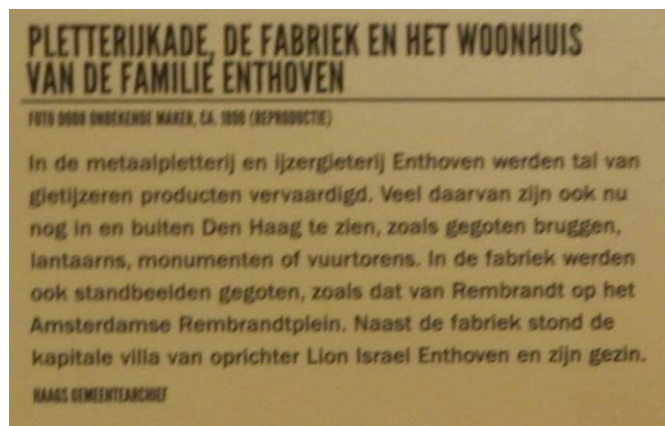 PLETTERIJKADE, DE FABRIEK EN HET WOONHUIS
VAN DE FAMILIE ENTHOVEN
FOTO DOOR ONBEKENDE MAKER, CA. 1890 (REPRODUCTIE)
In de metaalpletterij en ijzergieterij Enthoven werden tal van
gietijzeren producten vervaardigd. Veel daarvan zijn ook nu
nog in en buiten Den Haag te zien, zoals gegoten bruggen,
lantaarns, monumenten of vuurtorens. In de fabriek werden
ook standbeelden gegoten, zoals dat van Rembrandt op het
Amsterdamse Rembrandtplein. Naast de fabriek stond de
kapitale villa van oprichter Lion Israel Enthoven en zijn gezin.
HAAGS GEMEENTEARCHIEF